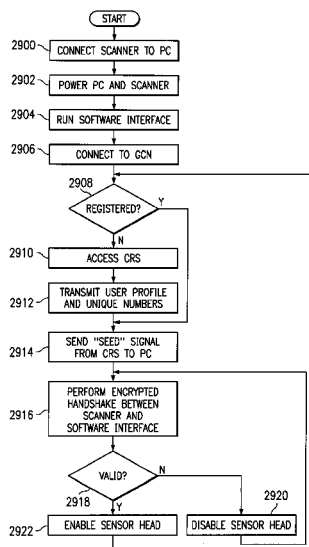 START
2900
CONNECT SCANNER TO PC
2902
POWER PC AND SCANNER
2904
RUN SOFTWARE INTERFACE
2906
CONNECT TO GCN
2908
REGISTERED?
Y
N
2910
ACCESS CRS
2912
TRANSMIT USER PROFILE
AND UNIQUE NUMBERS
2914
SEND "SEED" SIGNAL
FROM CRS TO PC
2916
PERFORM ENCRYPTED
HANDSHAKE BETWEEN
SCANNER AND
SOFTWARE INTERFACE
VALID?
N
2918
Y
2920
2922
ENABLE SENSOR HEAD
DISABLE SENSOR HEAD